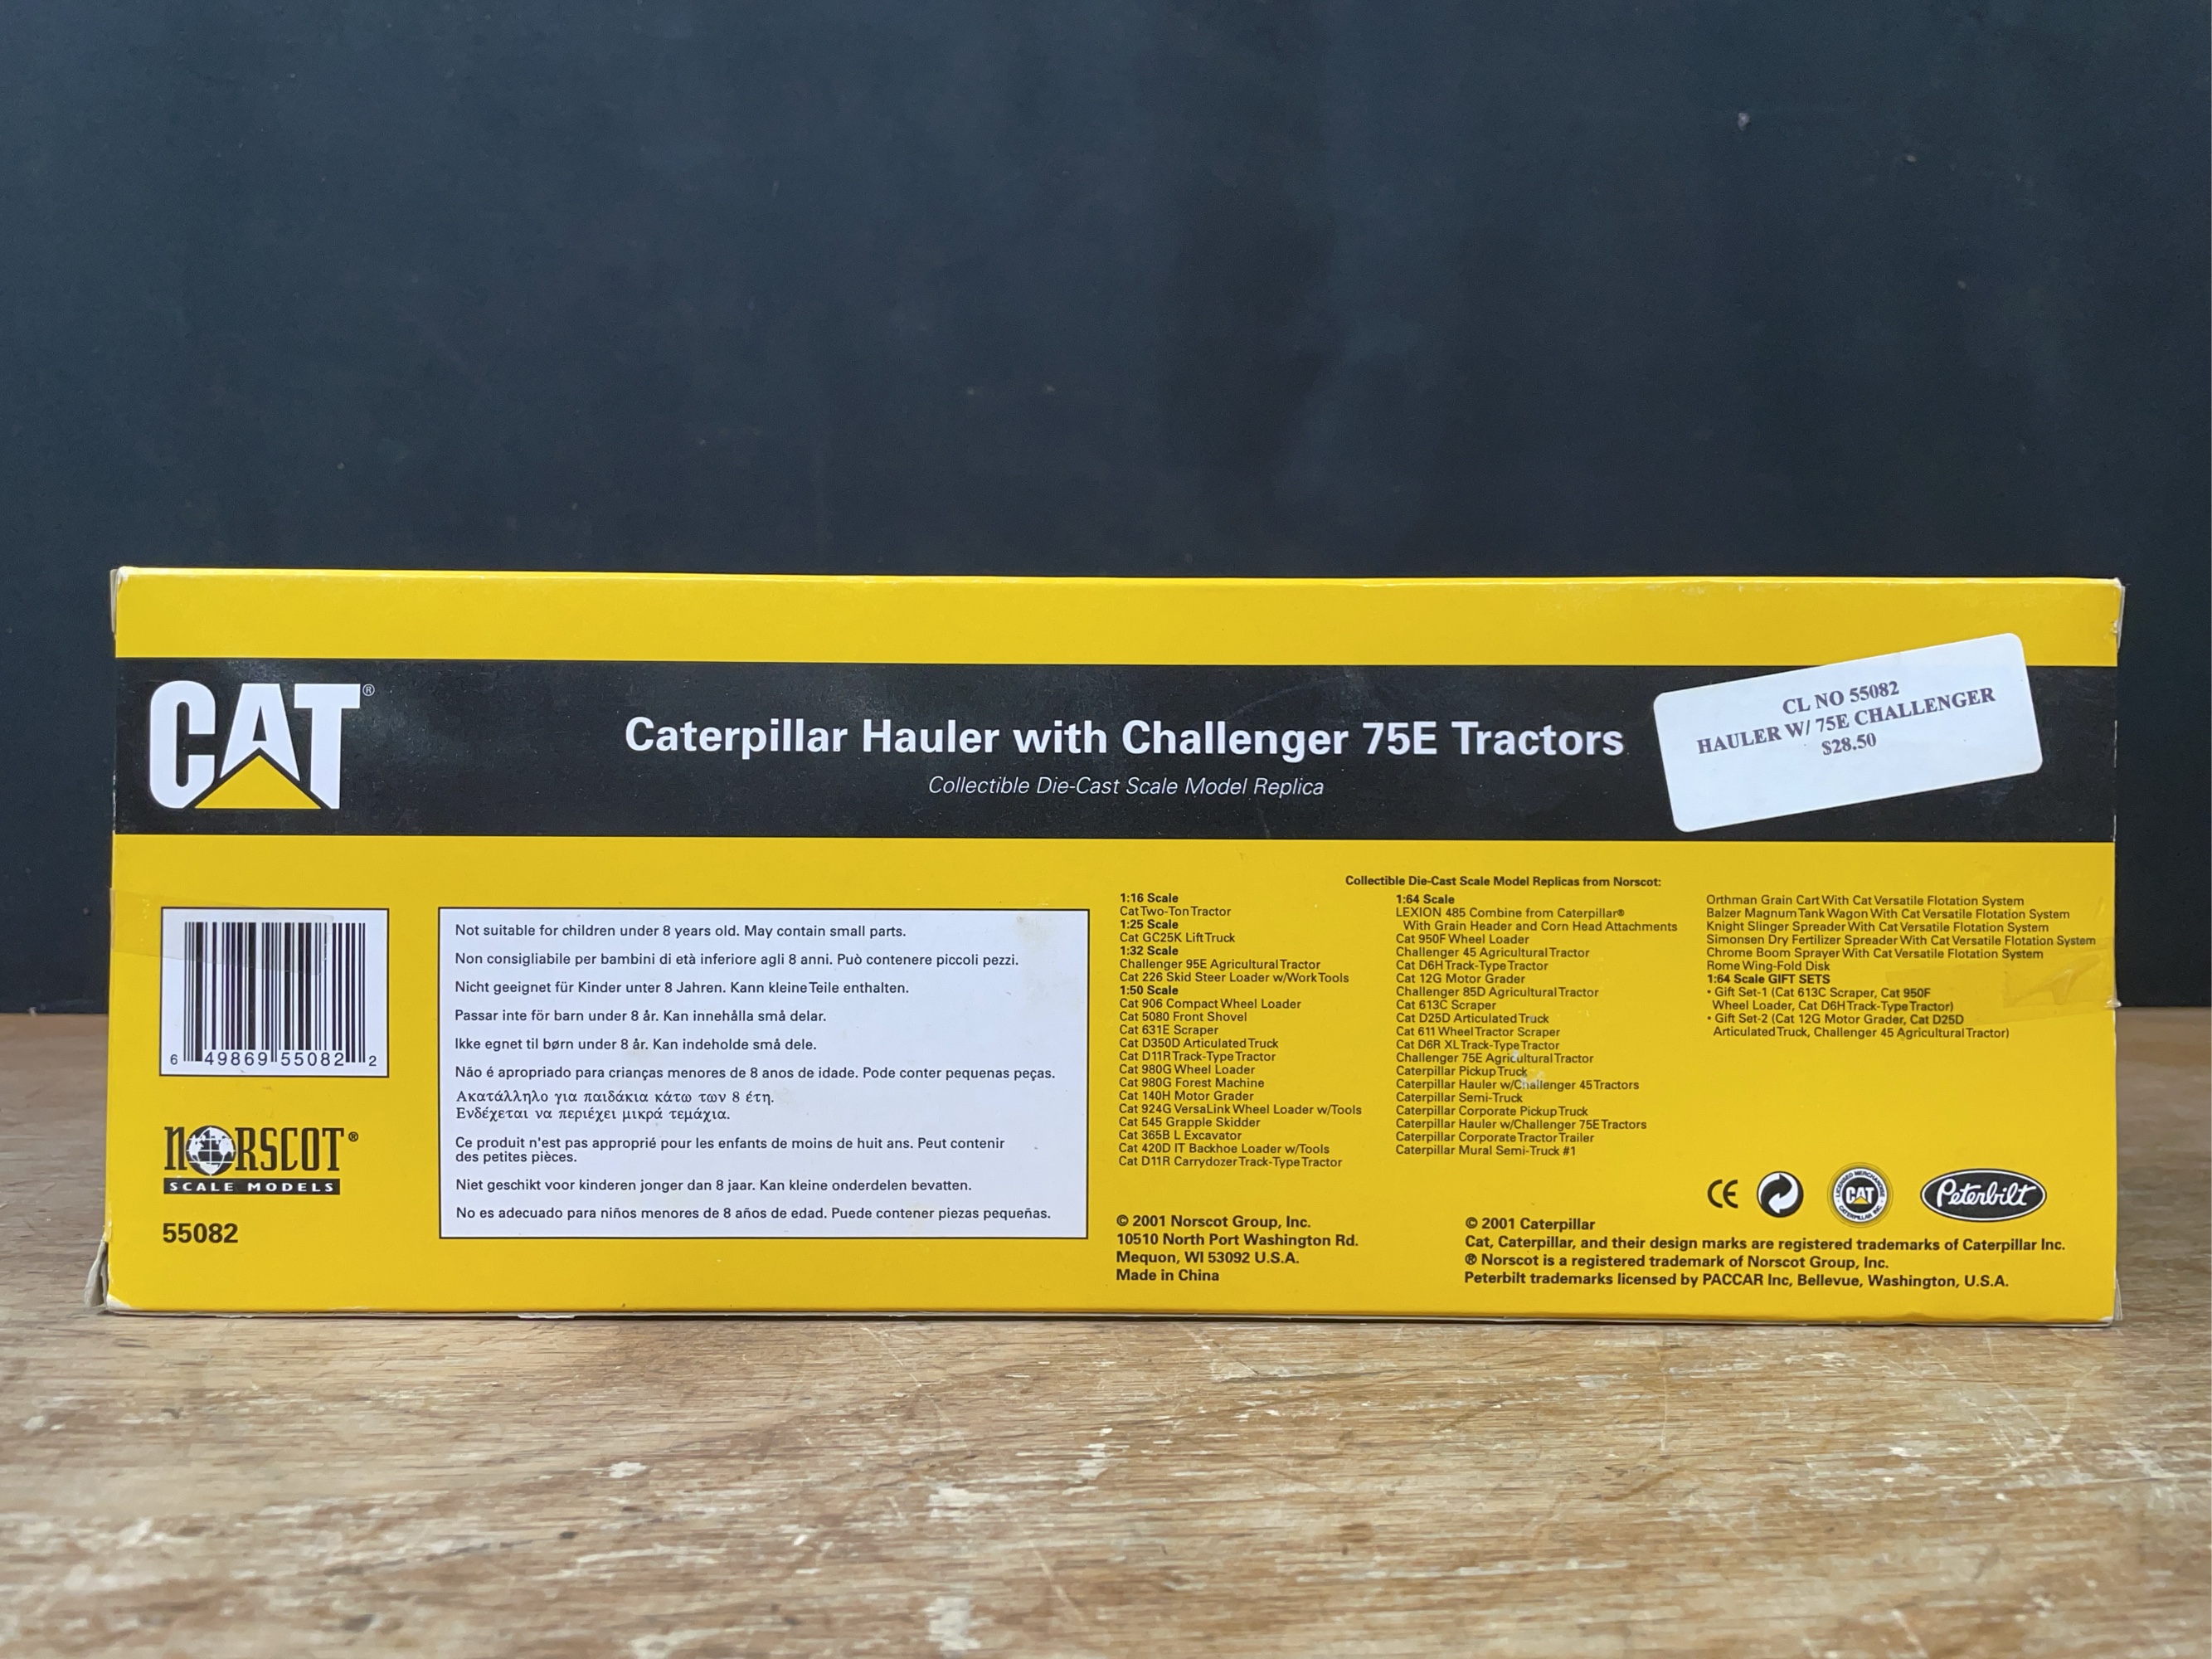 CAT®
Caterpillar Hauler with Challenger 75E Tractors
Collectible Die-Cast Scale Model Replica
CL NO 55082
HAULER W/ 75E CHALLENGER
$28.50
6 49869 55082 2
NORSCOT®
SCALE MODELS
55082
Not suitable for children under 8 years old. May contain small parts.
Non consigliabile per bambini di età inferiore agli 8 anni. Può contenere piccoli pezzi.
Nicht geeignet für Kinder unter 8 Jahren. Kann kleine Teile enthalten.
Passar inte för barn under 8 år. Kan innehålla små delar.
Ikke egnet til børn under 8 år. Kan indeholde små dele.
Não é apropriado para crianças menores de 8 anos de idade. Pode conter pequenas peças.
Ακατάλληλο για παιδάκια κάτω των 8 έτη.
Ενδέχεται να περιέχει μικρά τεμάχια.
Ce produit n'est pas approprié pour les enfants de moins de huit ans. Peut contenir
des petites pièces.
Niet geschikt voor kinderen jonger dan 8 jaar. Kan kleine onderdelen bevatten.
No es adecuado para niños menores de 8 años de edad. Puede contener piezas pequeñas.
Collectible Die-Cast Scale Model Replicas from Norscot:
1:16 Scale
Cat Two-Ton Tractor
1:25 Scale
Cat GC25K Lift Truck
1:32 Scale
Challenger 95E Agricultural Tractor
Cat 226 Skid Steer Loader w/Work Tools
1:50 Scale
Cat 906 Compact Wheel Loader
Cat 5080 Front Shovel
Cat 631E Scraper
Cat D350D Articulated Truck
Cat D11R Track-Type Tractor
Cat 980G Wheel Loader
Cat 980G Forest Machine
Cat 140H Motor Grader
Cat 924G VersaLink Wheel Loader w/Tools
Cat 545 Grapple Skidder
Cat 365B L Excavator
Cat 420D IT Backhoe Loader w/Tools
Cat D11R Carrydozer Track-Type Tractor
1:64 Scale
LEXION 485 Combine from Caterpillar®
With Grain Header and Corn Head Attachments
Cat 950F Wheel Loader
Challenger 45 Agricultural Tractor
Cat D6H Track-Type Tractor
Cat 12G Motor Grader
Challenger 85D Agricultural Tractor
Cat 613C Scraper
Cat D25D Articulated Truck
Cat 611 Wheel Tractor Scraper
Cat D6R XL Track-Type Tractor
Challenger 75E Agricultural Tractor
Caterpillar Pickup Truck
Caterpillar Hauler w/Challenger 45 Tractors
Caterpillar Semi-Truck
Caterpillar Corporate Pickup Truck
Caterpillar Hauler w/Challenger 75E Tractors
Caterpillar Corporate Tractor Trailer
Caterpillar Mural Semi-Truck #1
Orthman Grain Cart With Cat Versatile Flotation System
Balzer Magnum Tank Wagon With Cat Versatile Flotation System
Knight Slinger Spreader With Cat Versatile Flotation System
Simonsen Dry Fertilizer Spreader With Cat Versatile Flotation System
Chrome Boom Sprayer With Cat Versatile Flotation System
Rome Wing-Fold Disk
1:64 Scale GIFT SETS
• Gift Set-1 (Cat 613C Scraper, Cat 950F
Wheel Loader, Cat D6H Track-Type Tractor)
• Gift Set-2 (Cat 12G Motor Grader, Cat D25D
Articulated Truck, Challenger 45 Agricultural Tractor)
CE
LICENSED MERCHANDISE
CAT
CATERPILLAR INC.
Peterbilt
© 2001 Norscot Group, Inc.
10510 North Port Washington Rd.
Mequon, WI 53092 U.S.A.
Made in China
© 2001 Caterpillar
Cat, Caterpillar, and their design marks are registered trademarks of Caterpillar Inc.
® Norscot is a registered trademark of Norscot Group, Inc.
Peterbilt trademarks licensed by PACCAR Inc, Bellevue, Washington, U.S.A.